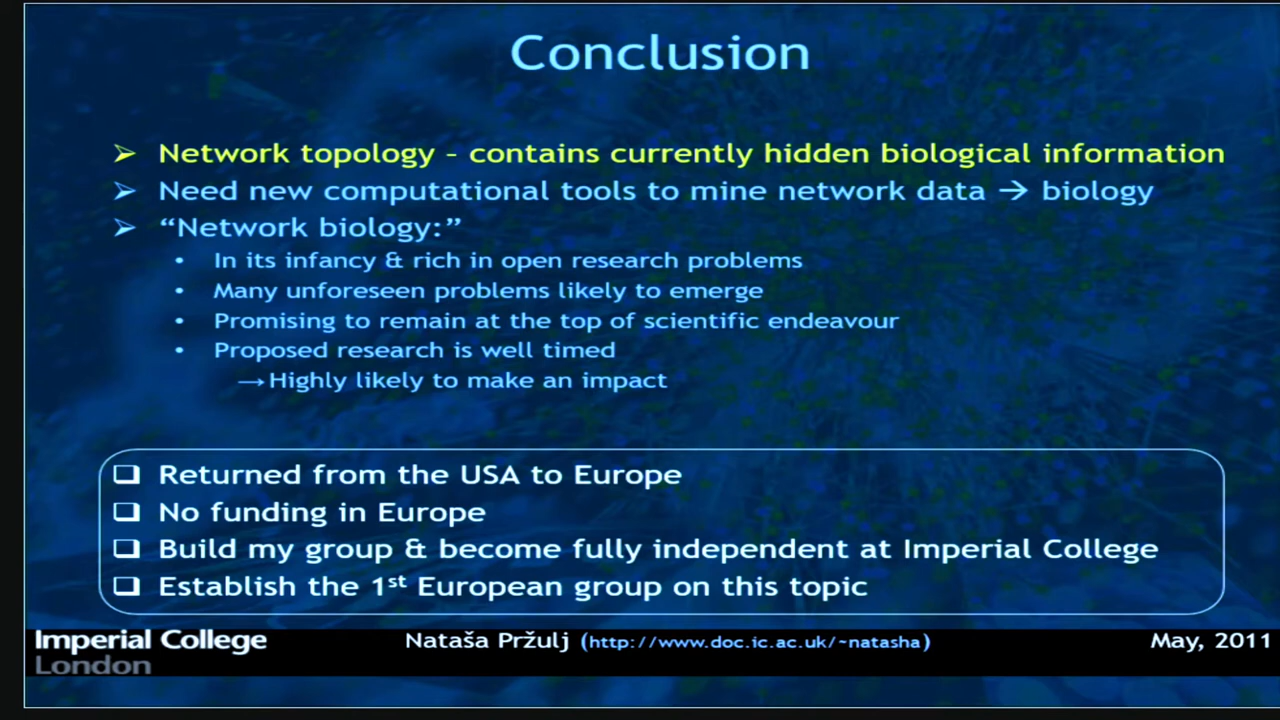 Conclusion
➢ Network topology - contains currently hidden biological information
➢ Need new computational tools to mine network data → biology
➢ “Network biology:”
• In its infancy & rich in open research problems
• Many unforeseen problems likely to emerge
• Promising to remain at the top of scientific endeavour
• Proposed research is well timed
→Highly likely to make an impact
❑ Returned from the USA to Europe
❑ No funding in Europe
❑ Build my group & become fully independent at Imperial College
❑ Establish the 1st European group on this topic
Imperial College
London
Nataša Pržulj (http://www.doc.ic.ac.uk/~natasha)
May, 2011